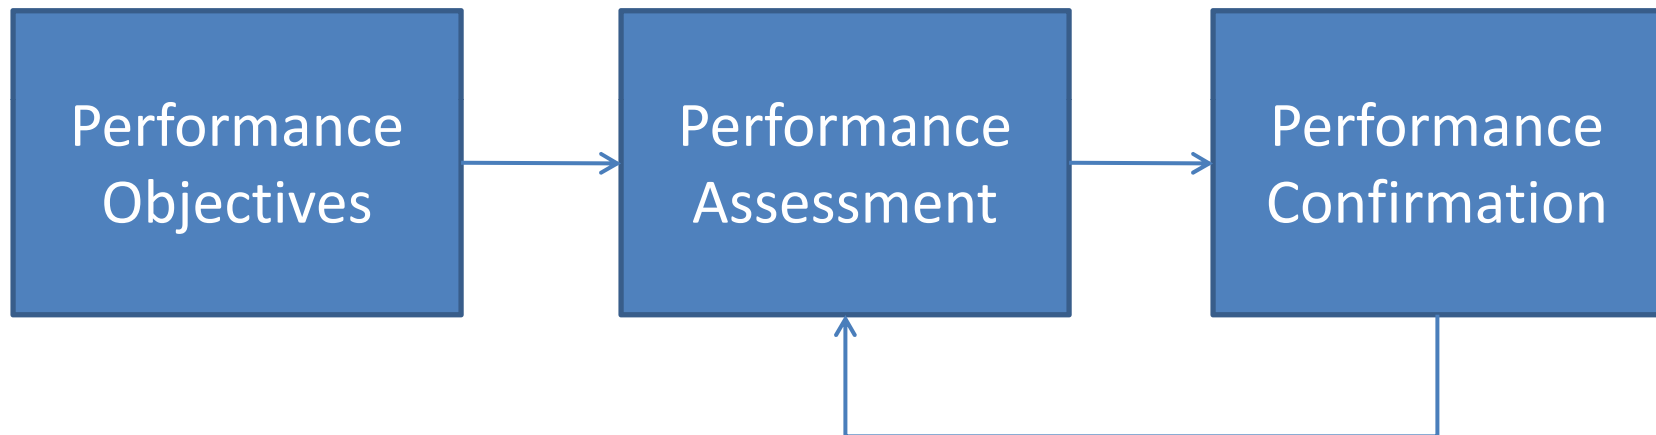 Performance
Objectives
Performance
Assessment
Performance
Confirmation